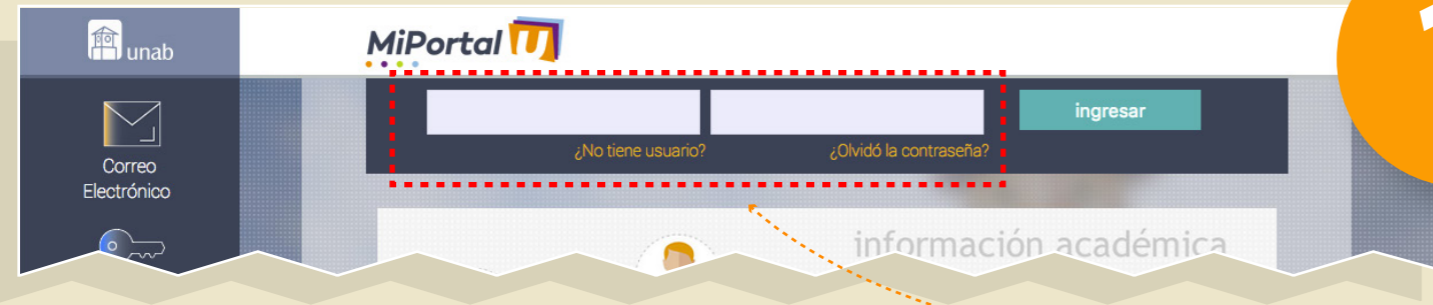 unab
MiPortal U
ingresar
¿No tiene usuario?
¿Olvidó la contraseña?
Correo
Electrónico
información académica